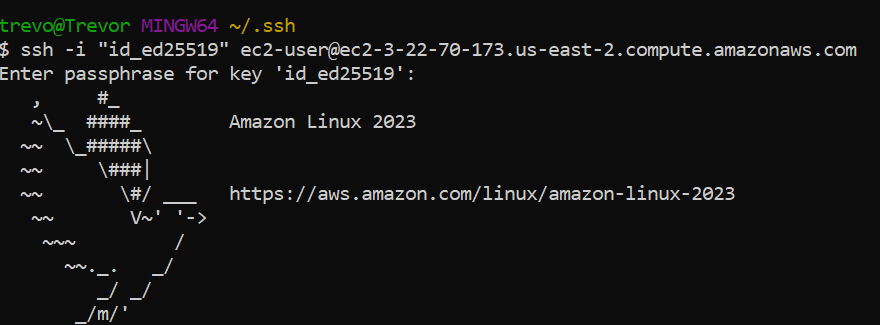 trevo@Trevor MINGW64 ~/.ssh
$ ssh -i "id_ed25519" ec2-user@ec2-3-22-70-173.us-east-2.compute.amazonaws.com
Enter passphrase for key 'id_ed25519':
   ,     #_
   ~\_  ####_        Amazon Linux 2023
  ~~  \_#####\
  ~~     \###|
  ~~       \#/ ___   https://aws.amazon.com/linux/amazon-linux-2023
   ~~       V~' '->
    ~~~         /
      ~~._.   _/
         _/ _/
       _/m/'